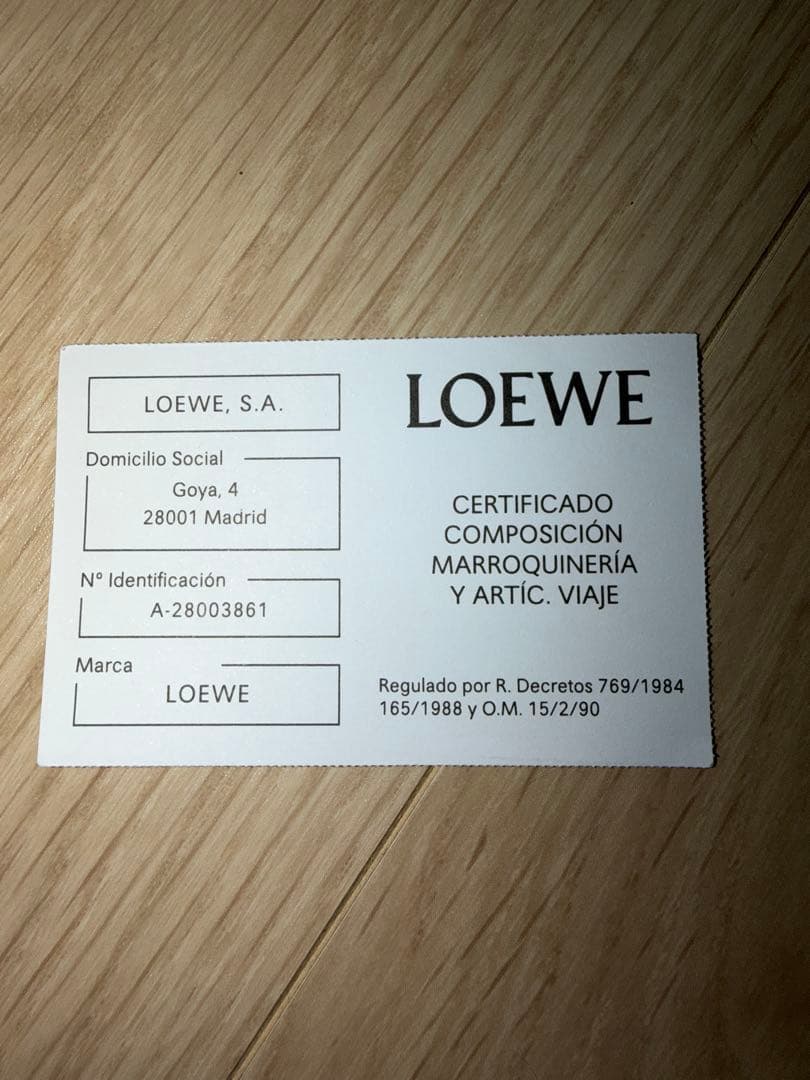 LOEWE, S.A.
Domicilio Social
Goya, 4
28001 Madrid
Nº Identificación
A-28003861
Marca
LOEWE
LOEWE
CERTIFICADO
COMPOSICIÓN
MARROQUINERÍA
Y ARTÍC. VIAJE
Regulado por R. Decretos 769/1984
165/1988 y O.M. 15/2/90